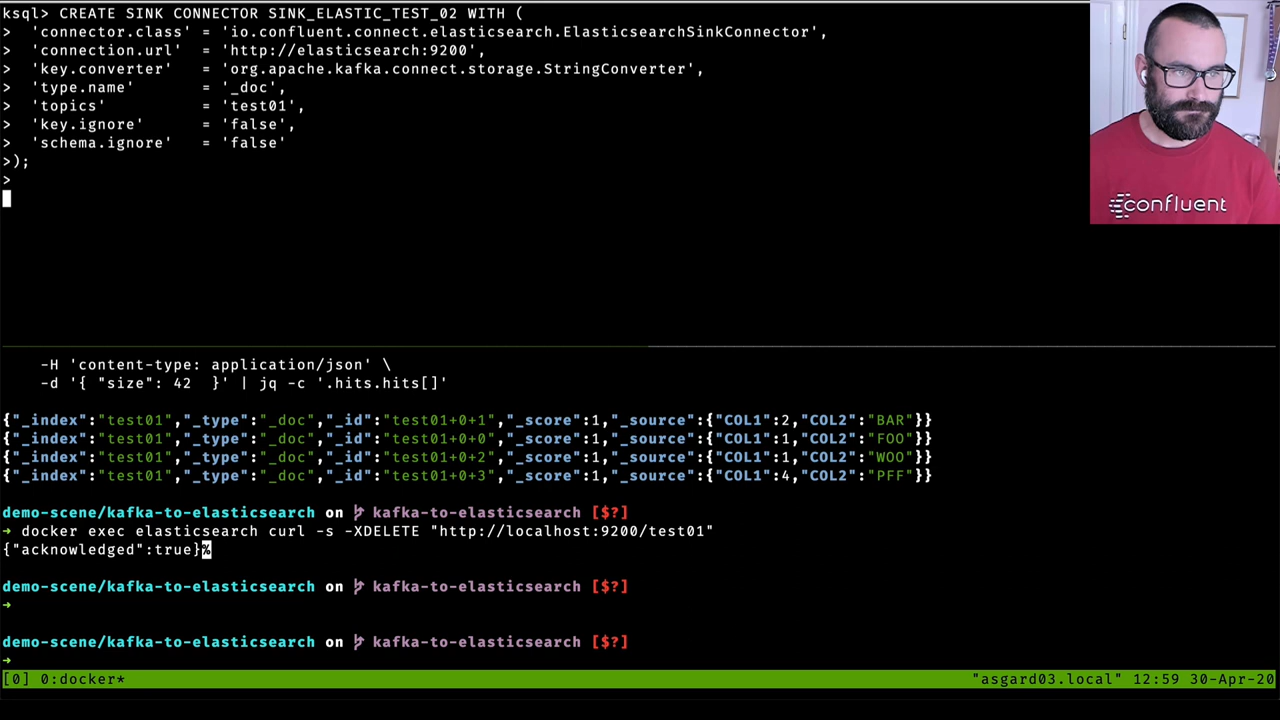 ksql> CREATE SINK CONNECTOR SINK_ELASTIC_TEST_02 WITH (
>  'connector.class' = 'io.confluent.connect.elasticsearch.ElasticsearchSinkConnector',
>  'connection.url'  = 'http://elasticsearch:9200',
>  'key.converter'   = 'org.apache.kafka.connect.storage.StringConverter',
>  'type.name'       = '_doc',
>  'topics'          = 'test01',
>  'key.ignore'      = 'false',
>  'schema.ignore'   = 'false'
>);
>
confluent
    -H 'content-type: application/json' \
    -d '{ "size": 42  }' | jq -c '.hits.hits[]'
{"_index":"test01","_type":"_doc","_id":"test01+0+1","_score":1,"_source":{"COL1":2,"COL2":"BAR"}}
{"_index":"test01","_type":"_doc","_id":"test01+0+0","_score":1,"_source":{"COL1":1,"COL2":"FOO"}}
{"_index":"test01","_type":"_doc","_id":"test01+0+2","_score":1,"_source":{"COL1":1,"COL2":"WOO"}}
{"_index":"test01","_type":"_doc","_id":"test01+0+3","_score":1,"_source":{"COL1":4,"COL2":"PFF"}}
demo-scene/kafka-to-elasticsearch on kafka-to-elasticsearch [$?]
→ docker exec elasticsearch curl -s -XDELETE "http://localhost:9200/test01"
{"acknowledged":true}%
demo-scene/kafka-to-elasticsearch on kafka-to-elasticsearch [$?]
→
demo-scene/kafka-to-elasticsearch on kafka-to-elasticsearch [$?]
→
[0] 0:docker* "asgard03.local" 12:59 30-Apr-20